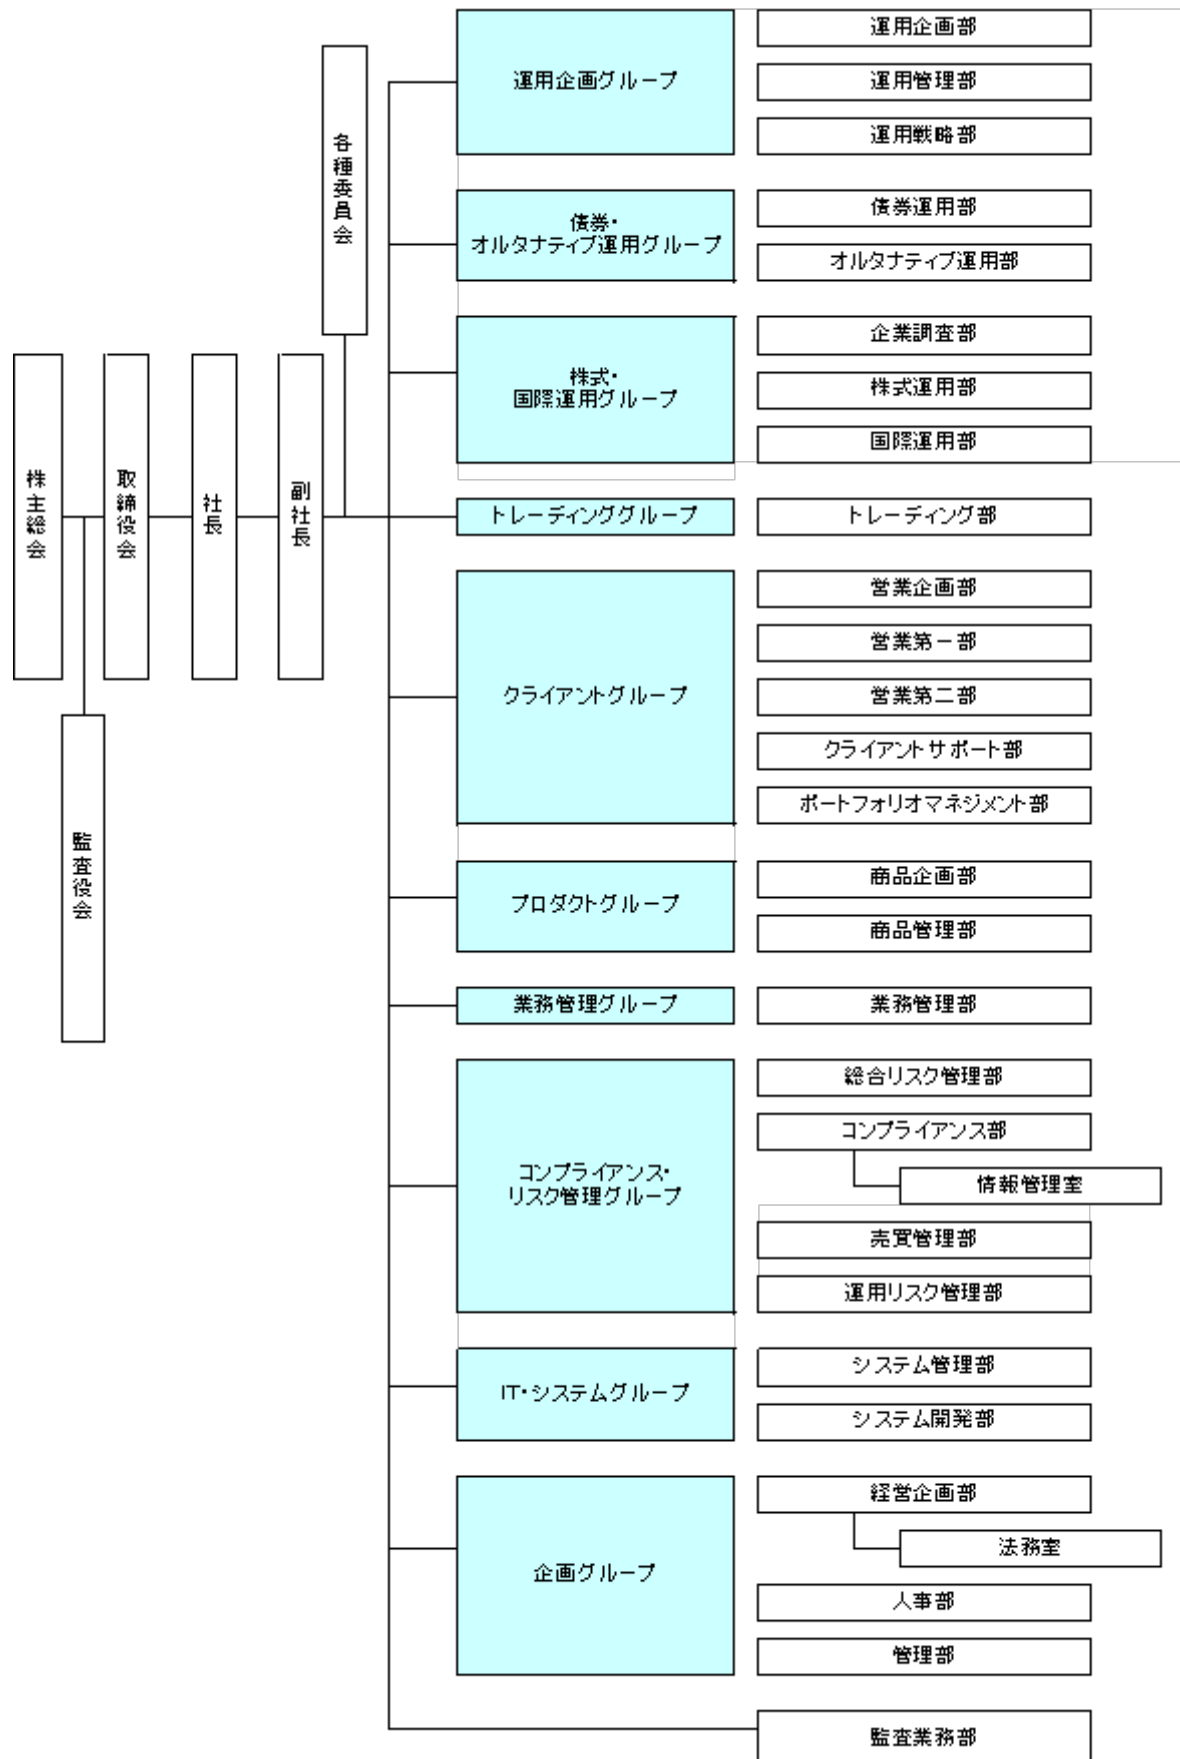 株主総会
監査役会
取締役会
社長
副社長
各種委員会
運用企画グループ
運用企画部
運用管理部
運用戦略部
債券・
オルタナティブ運用グループ
債券運用部
オルタナティブ運用部
株式・
国際運用グループ
企業調査部
株式運用部
国際運用部
トレーディンググループ
トレーディング部
クライアントグループ
営業企画部
営業第一部
営業第二部
クライアントサポート部
ポートフォリオマネジメント部
プロダクトグループ
商品企画部
商品管理部
業務管理グループ
業務管理部
コンプライアンス・
リスク管理グループ
総合リスク管理部
コンプライアンス部
情報管理室
売買管理部
運用リスク管理部
IT・システムグループ
システム管理部
システム開発部
企画グループ
経営企画部
法務室
人事部
管理部
監査業務部